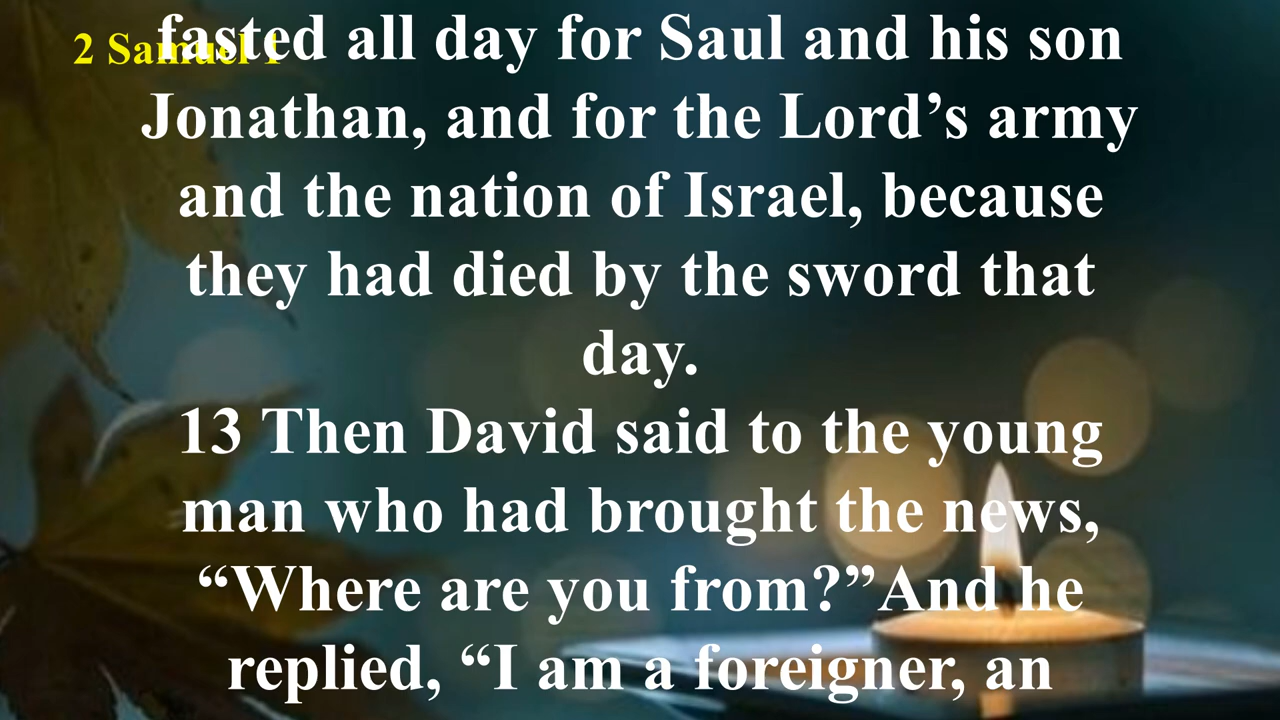 2 Samuel 1
fasted all day for Saul and his son
Jonathan, and for the Lord’s army
and the nation of Israel, because
they had died by the sword that
day.
13 Then David said to the young
man who had brought the news,
“Where are you from?”And he
replied, “I am a foreigner, an